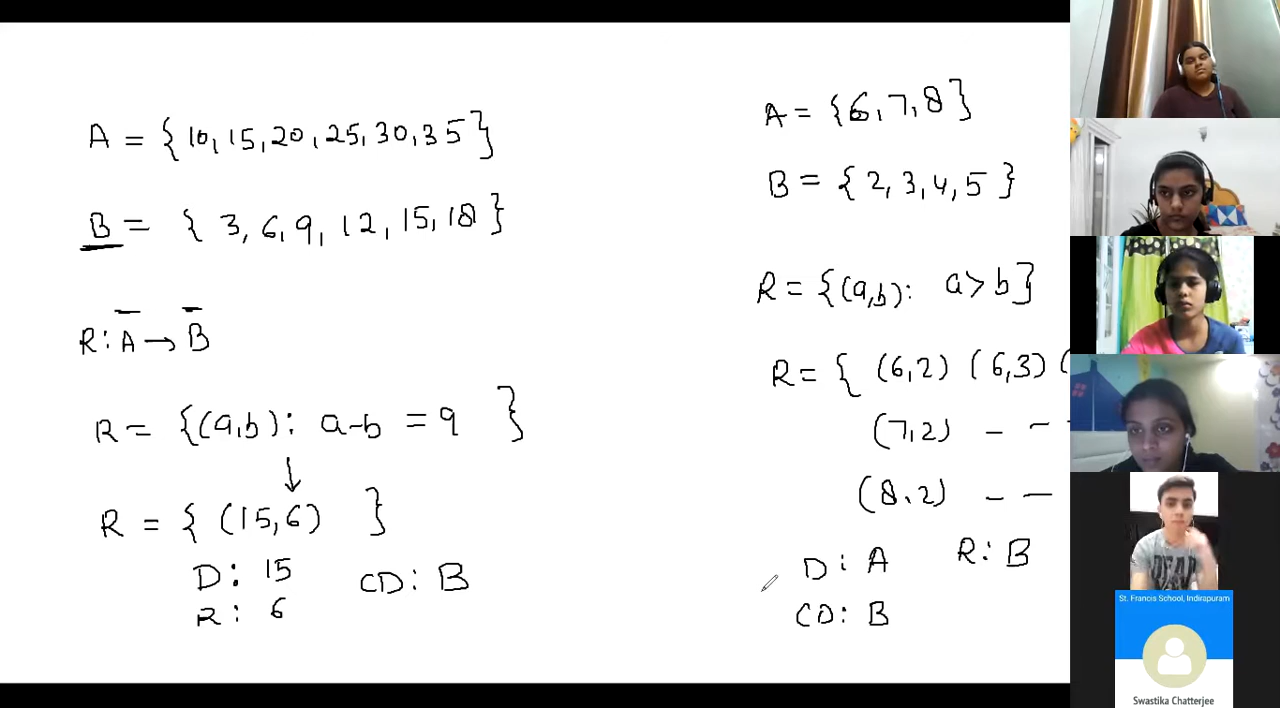 A = {10, 15, 20, 25, 30, 35}
B = { 3, 6, 9, 12, 15, 18 }
R: A → B
R = {(a,b): a-b = 9 }
R = { (15,6) }
D: 15 CD: B
R: 6
A = {6, 7, 8}
B = { 2, 3, 4, 5 }
R = {(a,b): a > b}
R = { (6,2) (6,3) (
(7,2) - -
(8,2) - -
D: A R: B
CD: B
DEAD
St. Francis School, Indirapuram
Swastika Chatterjee